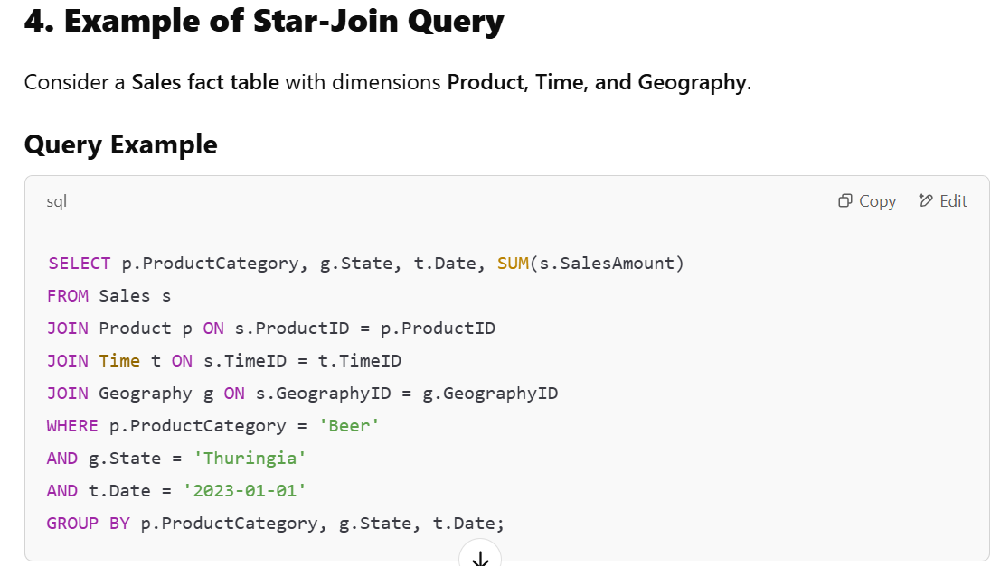 4. Example of Star-Join Query
Consider a Sales fact table with dimensions Product, Time, and Geography.
Query Example
sql
Copy
Edit
SELECT p.ProductCategory, g.State, t.Date, SUM(s.SalesAmount)
FROM Sales s
JOIN Product p ON s.ProductID = p.ProductID
JOIN Time t ON s.TimeID = t.TimeID
JOIN Geography g ON s.GeographyID = g.GeographyID
WHERE p.ProductCategory = 'Beer'
AND g.State = 'Thuringia'
AND t.Date = '2023-01-01'
GROUP BY p.ProductCategory, g.State, t.Date;